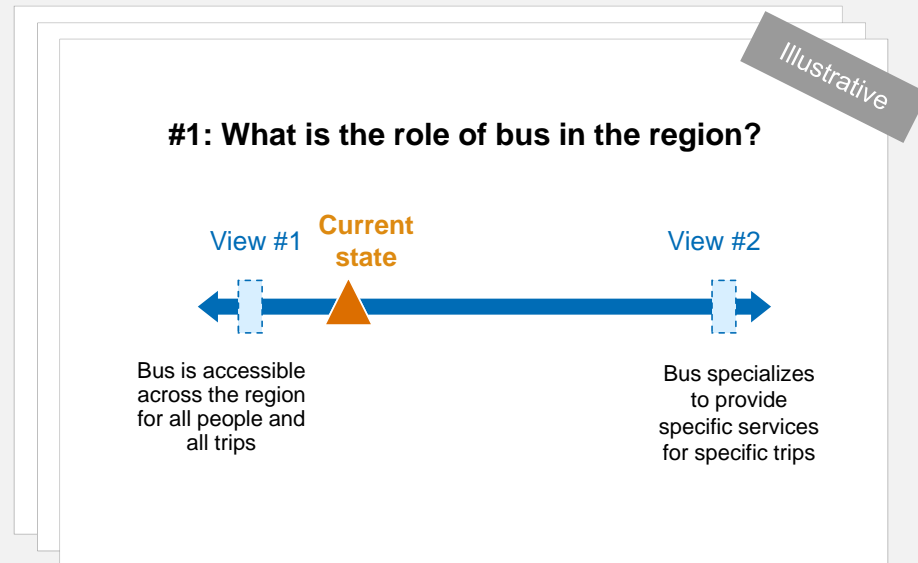 Illustrative
#1: What is the role of bus in the region?
View #1
Current
state
View #2
Bus is accessible
across the region
for all people and
all trips
Bus specializes
to provide
specific services
for specific trips